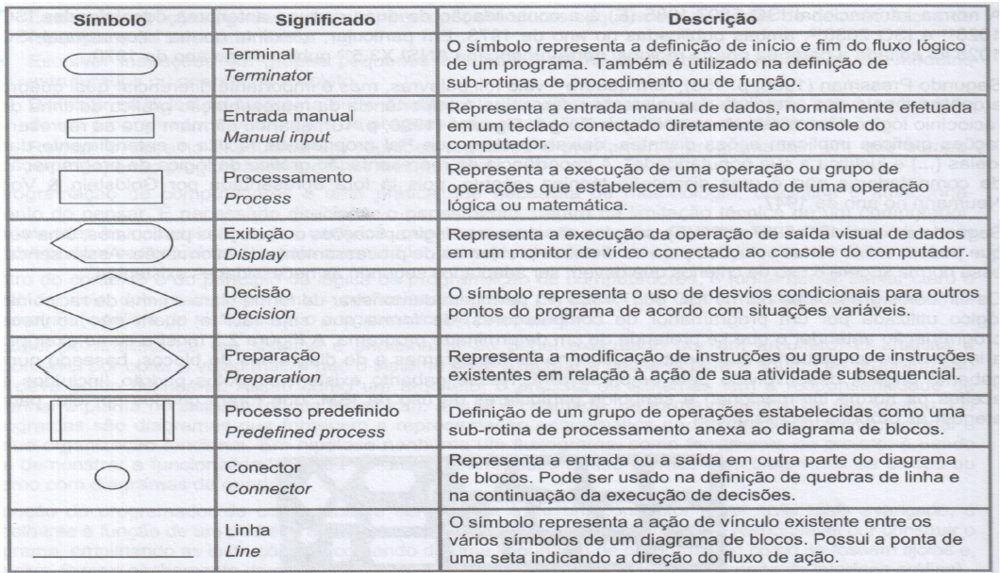 Símbolo Significado Descrição
Terminal
Terminator
O símbolo representa a definição de início e fim do fluxo lógico
de um programa. Também é utilizado na definição de
sub-rotinas de procedimento ou de função.
Entrada manual
Manual input
Representa a entrada manual de dados, normalmente efetuada
em um teclado conectado diretamente ao console do
computador.
Processamento
Process
Representa a execução de uma operação ou grupo de
operações que estabelecem o resultado de uma operação
lógica ou matemática.
Exibição
Display
Representa a execução da operação de saída visual de dados
em um monitor de vídeo conectado ao console do computador.
Decisão
Decision
O símbolo representa o uso de desvios condicionais para outros
pontos do programa de acordo com situações variáveis.
Preparação
Preparation
Representa a modificação de instruções ou grupo de instruções
existentes em relação à ação de sua atividade subsequencial.
Processo predefinido
Predefined process
Definição de um grupo de operações estabelecidas como uma
sub-rotina de processamento anexa ao diagrama de blocos.
Conector
Connector
Representa a entrada ou a saída em outra parte do diagrama
de blocos. Pode ser usado na definição de quebras de linha e
na continuação da execução de decisões.
Linha
Line
O símbolo representa a ação de vínculo existente entre os
vários símbolos de um diagrama de blocos. Possui a ponta de
uma seta indicando a direção do fluxo de ação.